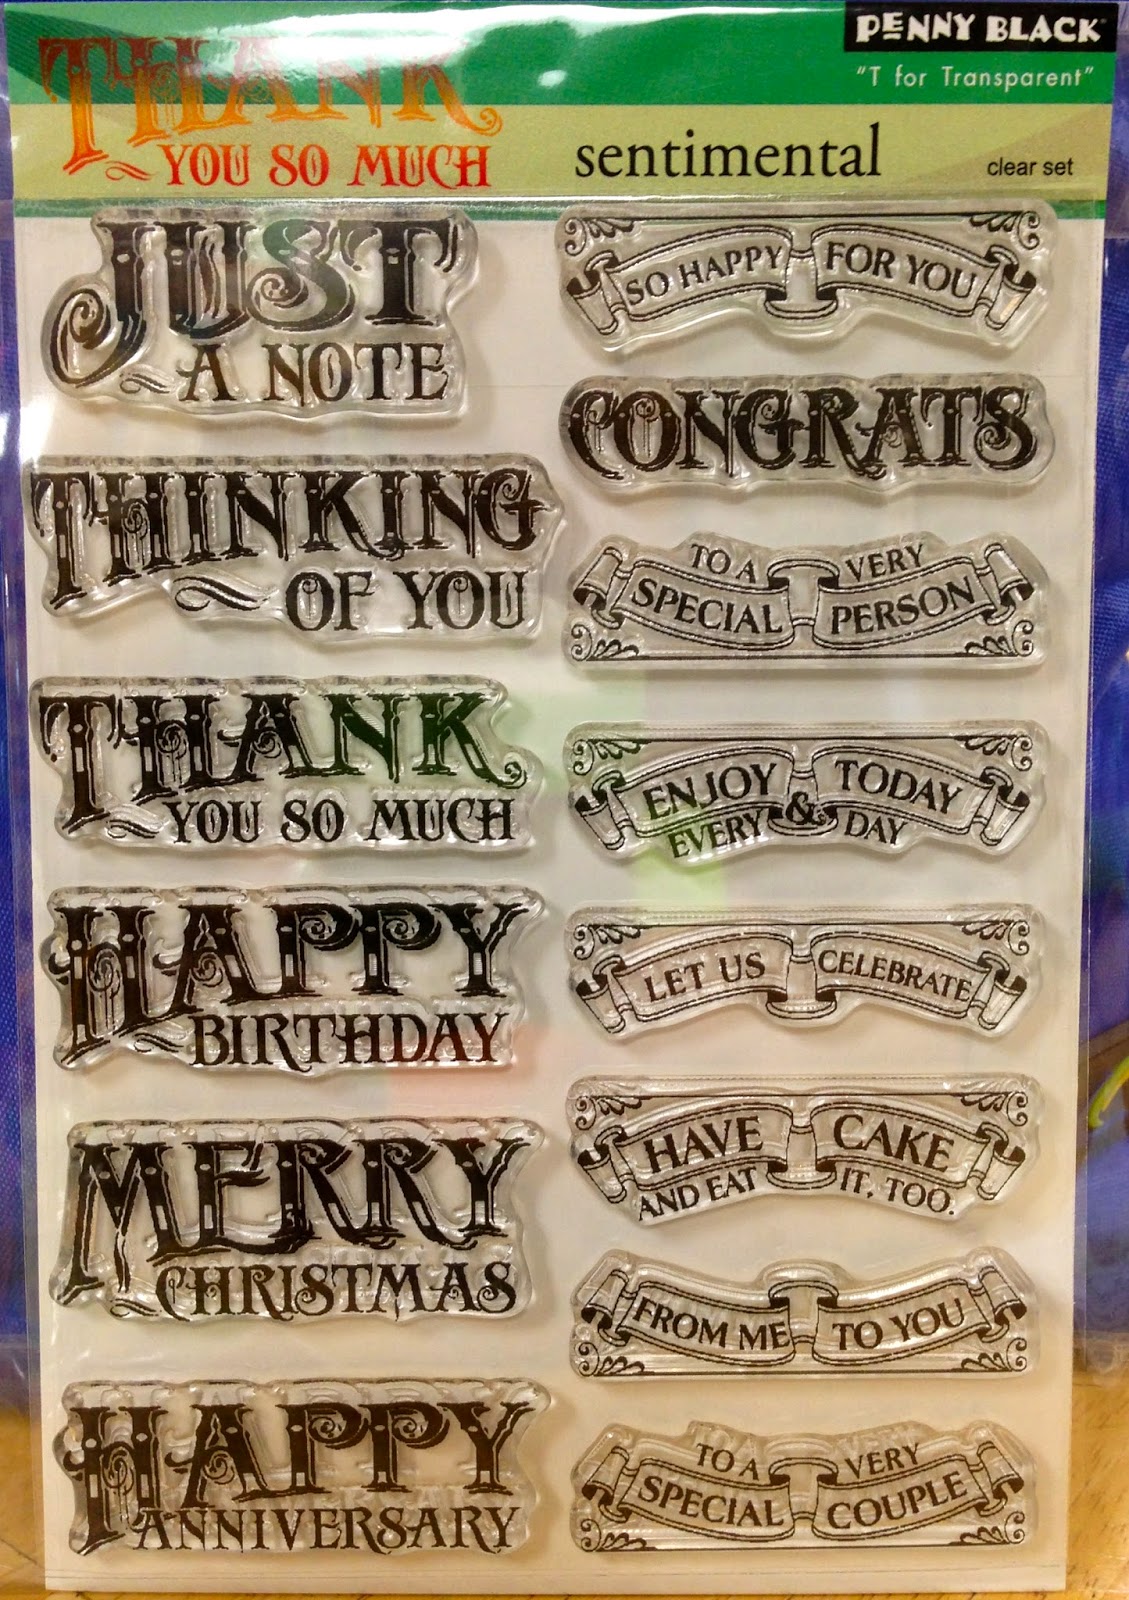 PENNY BLACK
"T for Transparent"
THANK
YOU SO MUCH
sentimental
clear set
JUST
A NOTE
THINKING
OF YOU
THANK
YOU SO MUCH
HAPPY
BIRTHDAY
MERRY
CHRISTMAS
HAPPY
ANNIVERSARY
SO HAPPY FOR YOU
CONGRATS
TO A VERY
SPECIAL PERSON
ENJOY TODAY
& 
EVERY DAY
LET US CELEBRATE
HAVE CAKE
AND EAT IT, TOO.
FROM ME TO YOU
TO A VERY
SPECIAL COUPLE